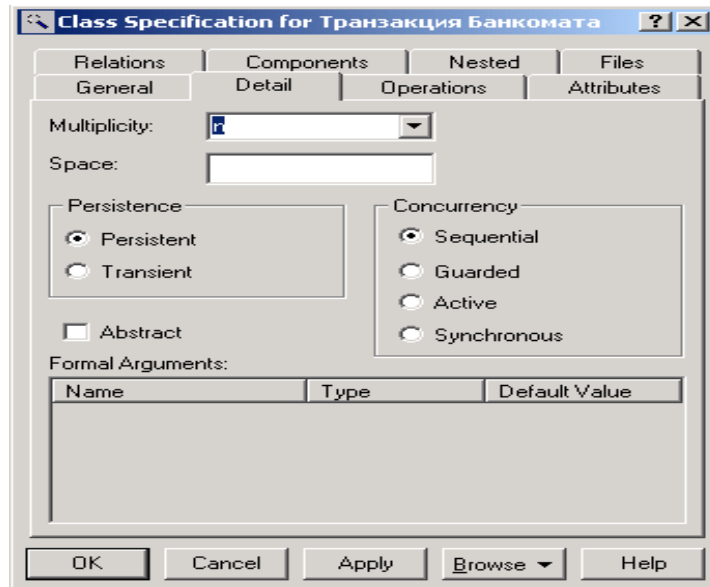 Class Specification for Транзакция Банкомата
Relations Components Nested Files
General Detail Operations Attributes
Multiplicity: n
Space:
Persistence
Persistent
Transient
Concurrency
Sequential
Guarded
Active
Synchronous
Abstract
Formal Arguments:
Name Type Default Value
OK Cancel Apply Browse Help